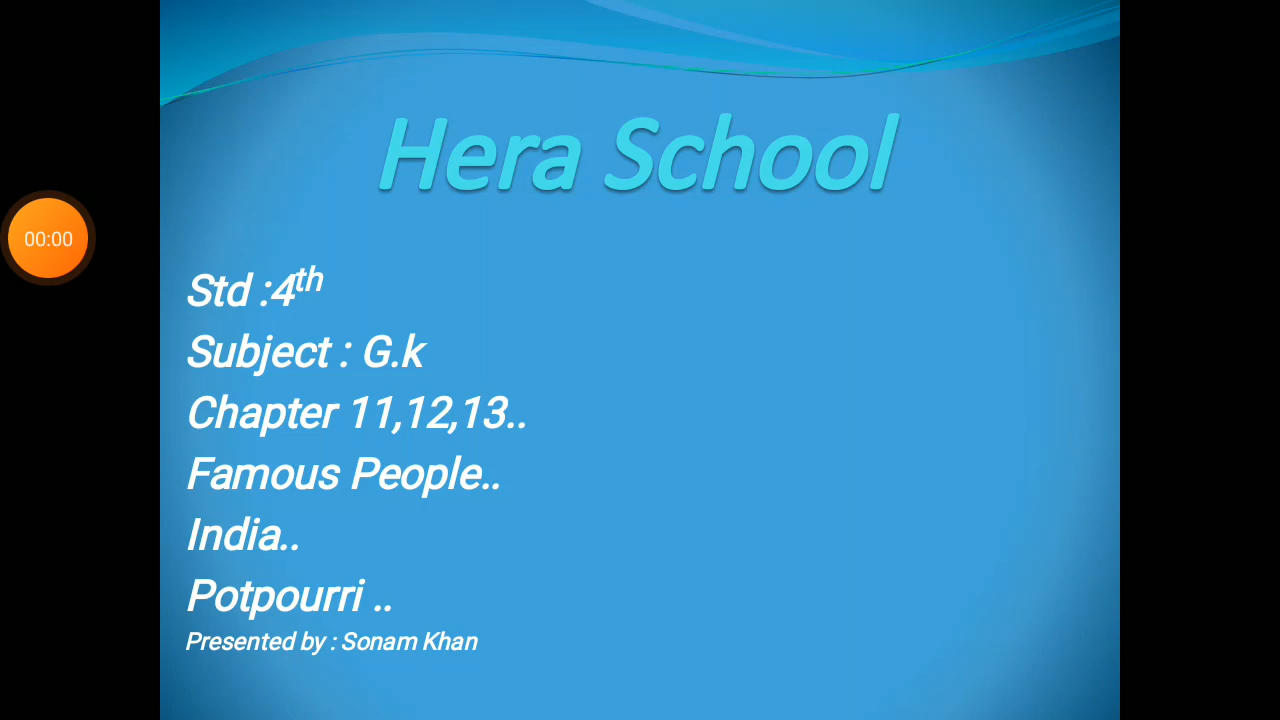 Hera School
00:00
Std :4th
Subject : G.k
Chapter 11,12,13..
Famous People..
India..
Potpourri ..
Presented by : Sonam Khan